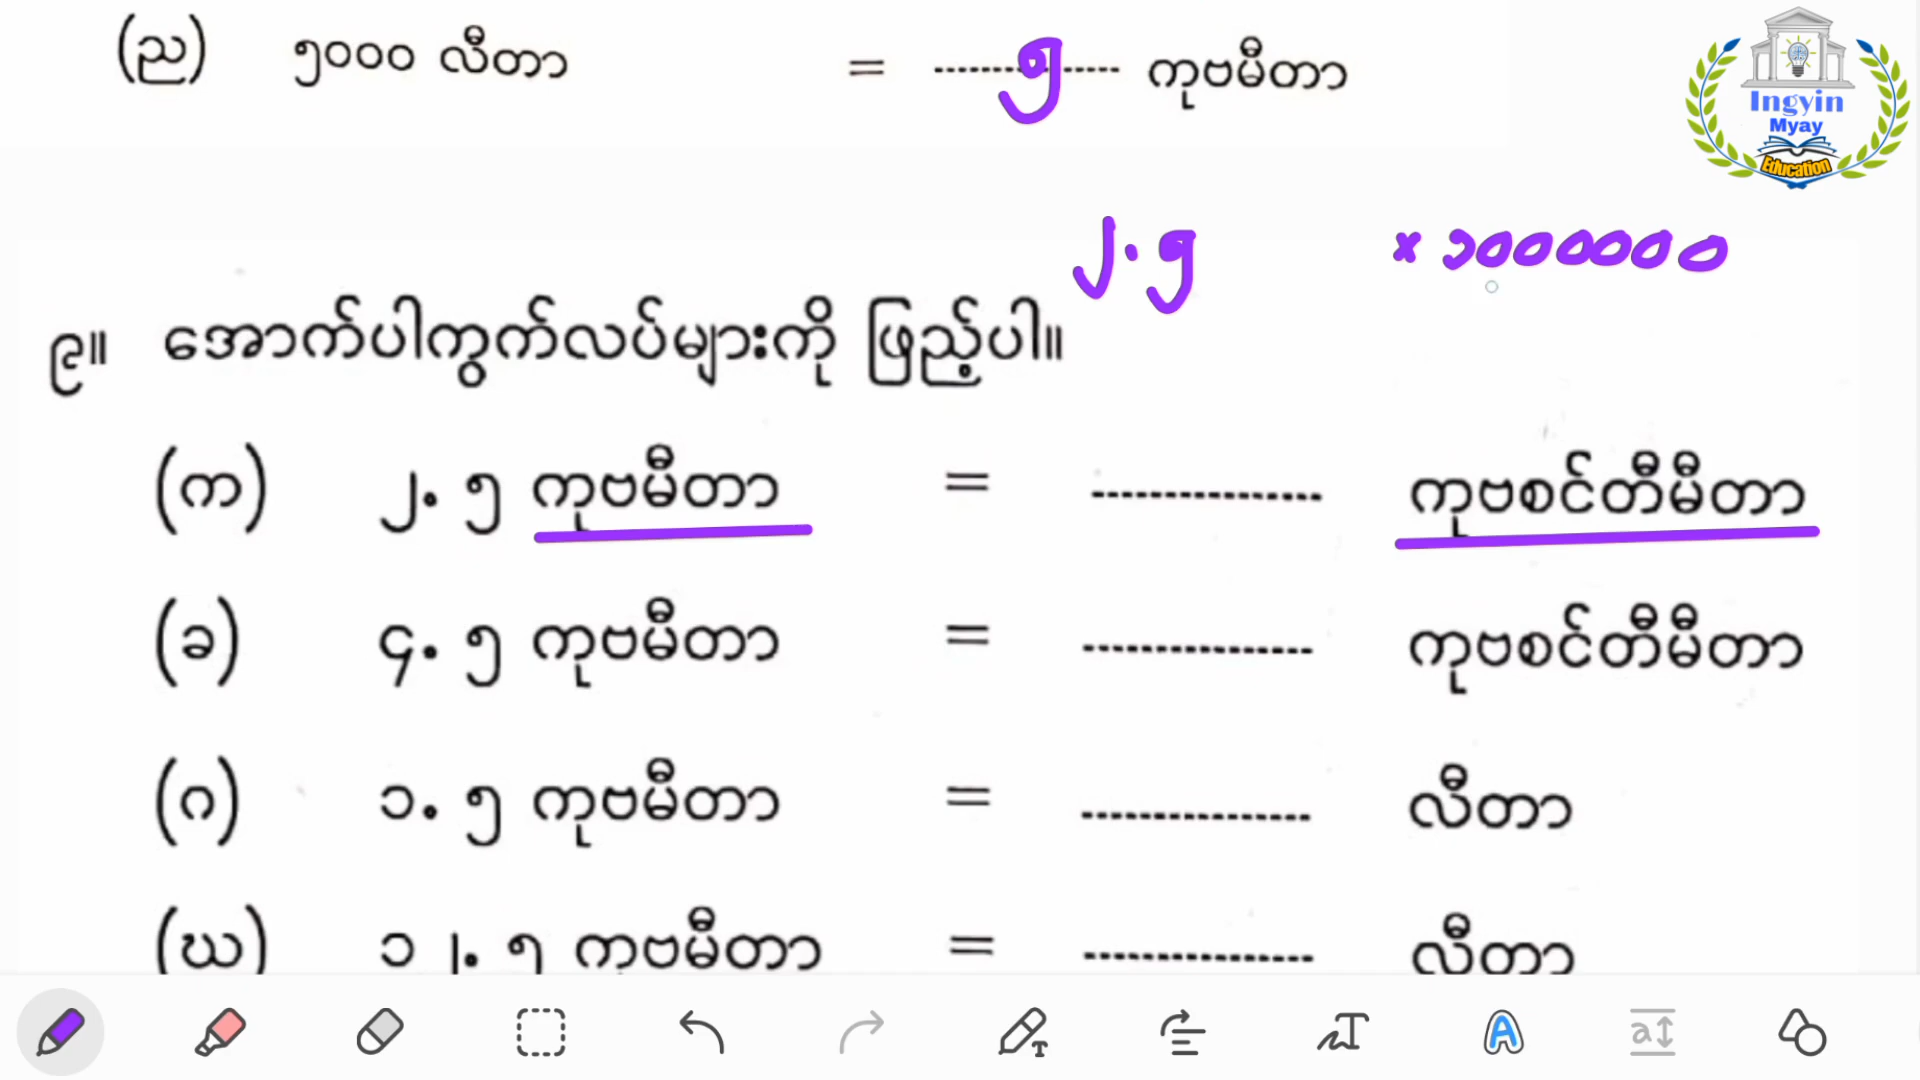 (ည) ၅၀၀၀ လီတာ = ........၅........ ကုဗမီတာ
Ingyin
Myay
Education
၂.၅ × ၁၀၀၀၀၀၀
၉။ အောက်ပါကွက်လပ်များကို ဖြည့်ပါ။
(က) ၂.၅ ကုဗမီတာ = ................ ကုဗစင်တီမီတာ
(ခ) ၄.၅ ကုဗမီတာ = ................ ကုဗစင်တီမီတာ
(ဂ) ၁.၅ ကုဗမီတာ = ................ လီတာ
(ဃ) ၁၂.၅ ကုဗမီတာ = ................ လီတာ